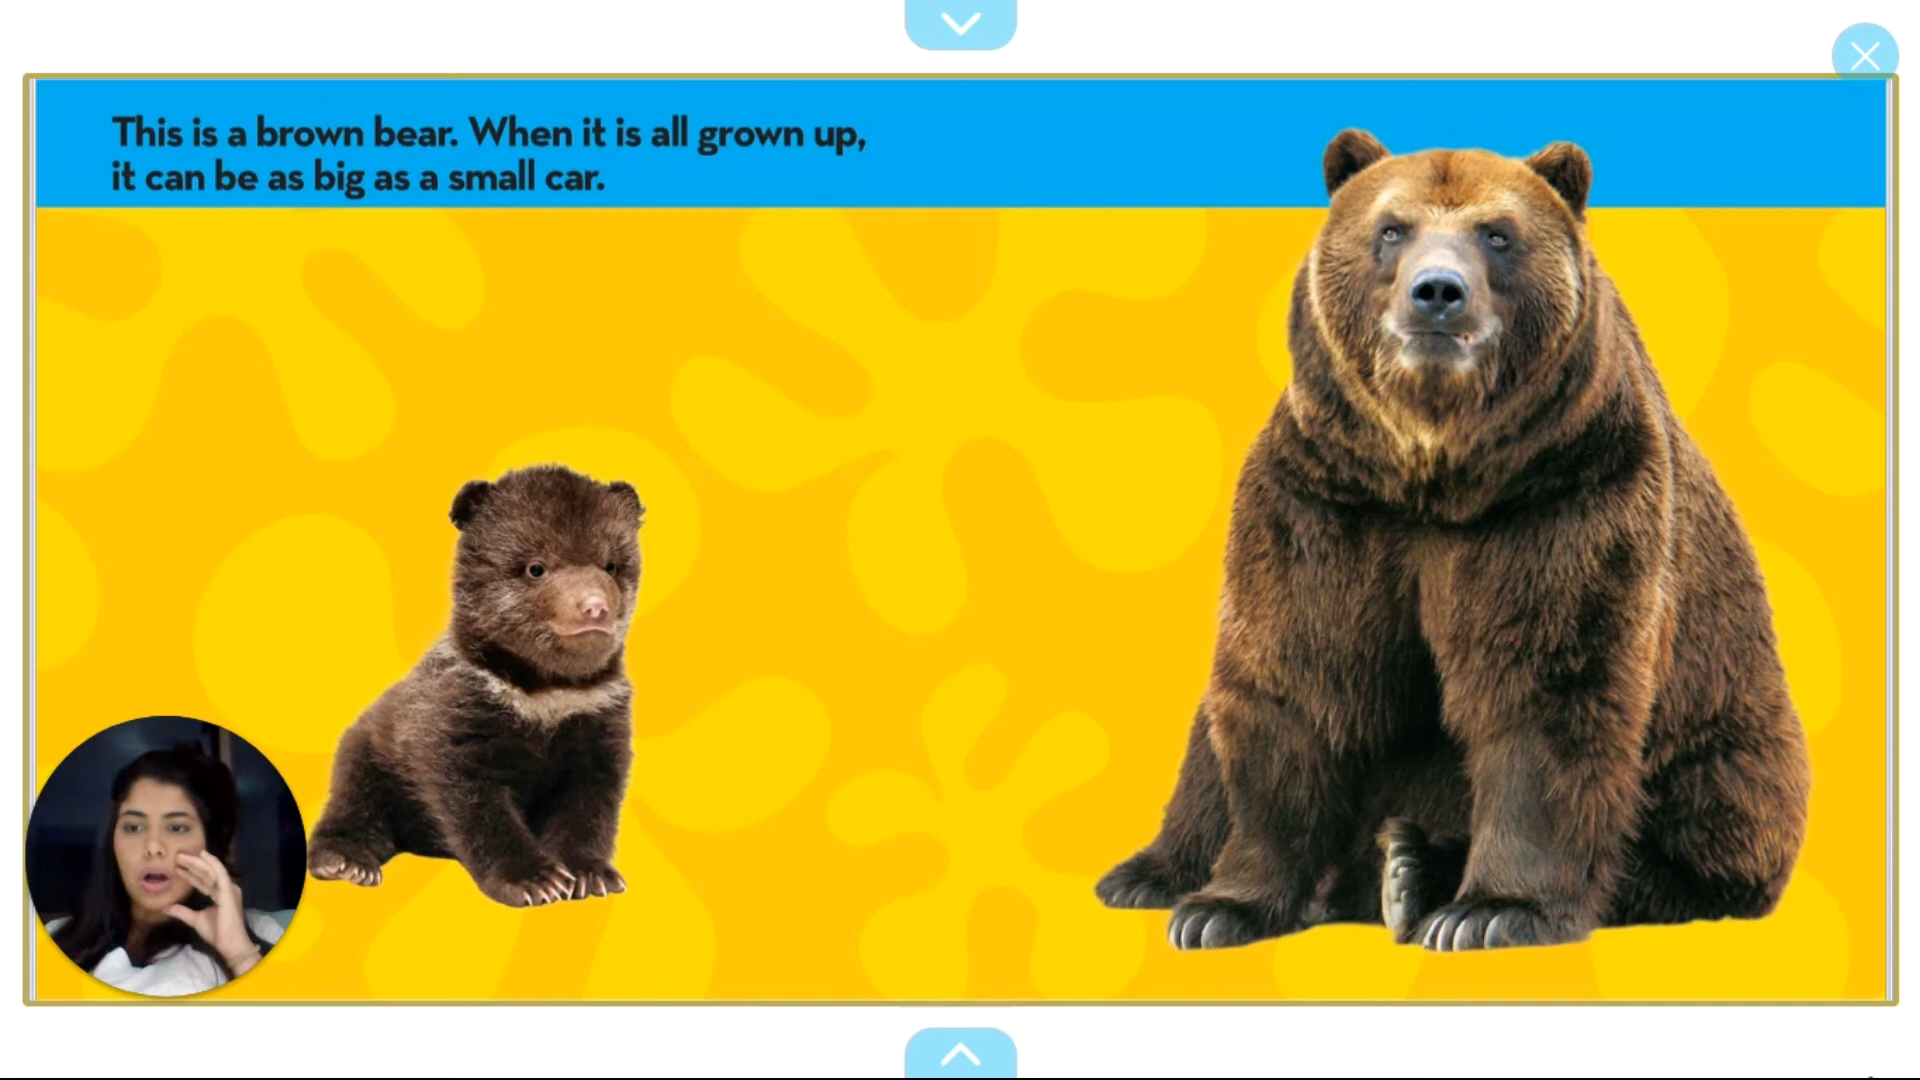 This is a brown bear. When it is all grown up,
it can be as big as a small car.